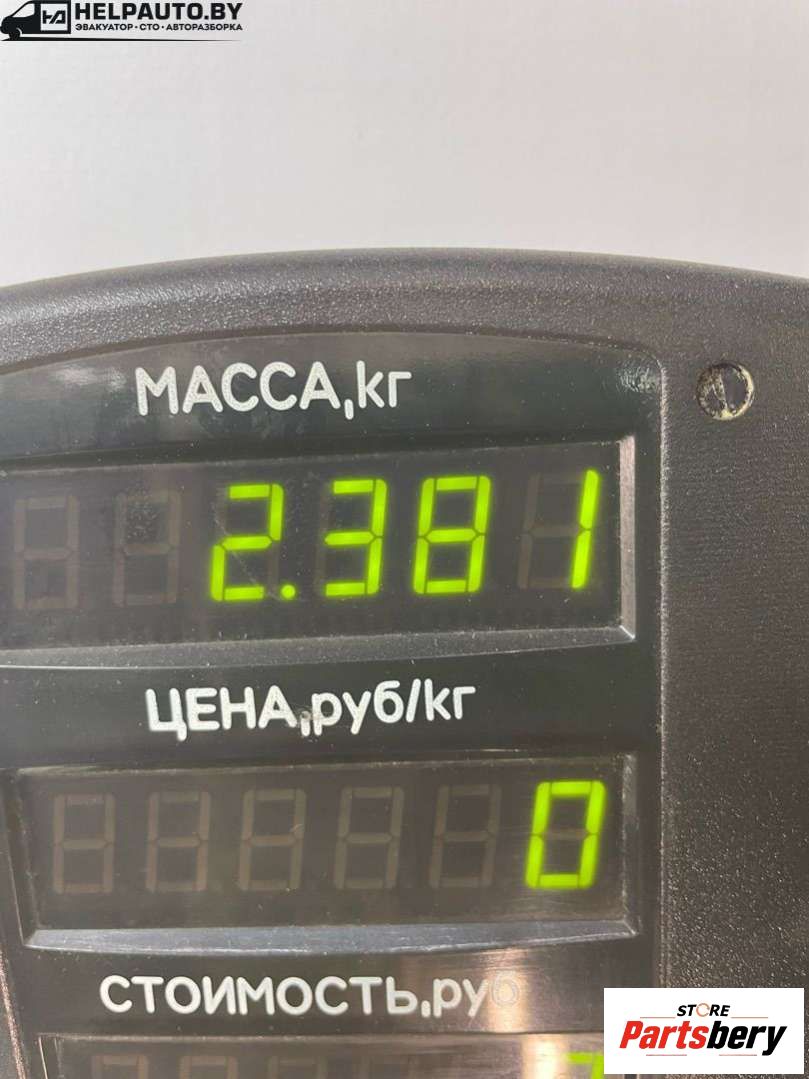 HELPAUTO.BY
ЭВАКУАТОР • СТО • АВТОРАЗБОРКА
МАССА,кг
2.381
ЦЕНА,руб/кг
0
СТОИМОСТЬ,руб
STORE
Partsbery